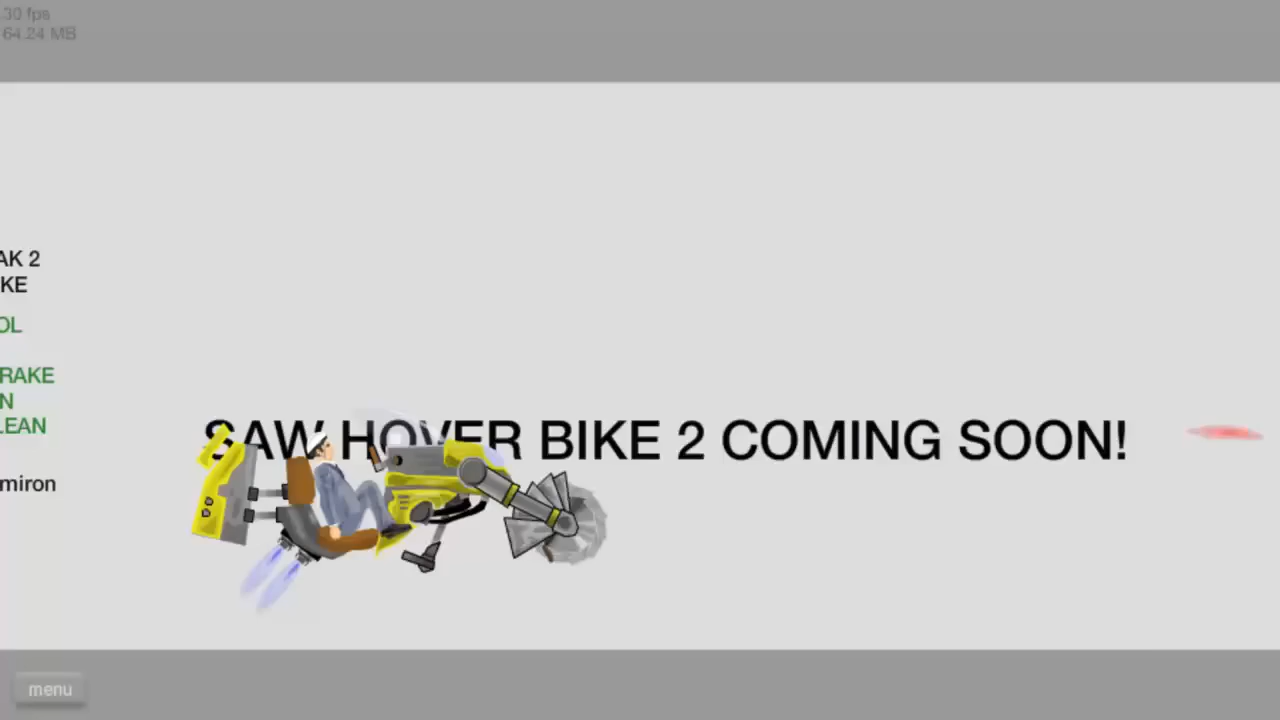 30 fps
64.24 MB
AK 2
KE
OL
RAKE
N
LEAN
miron
SAW HOVER BIKE 2 COMING SOON!
menu